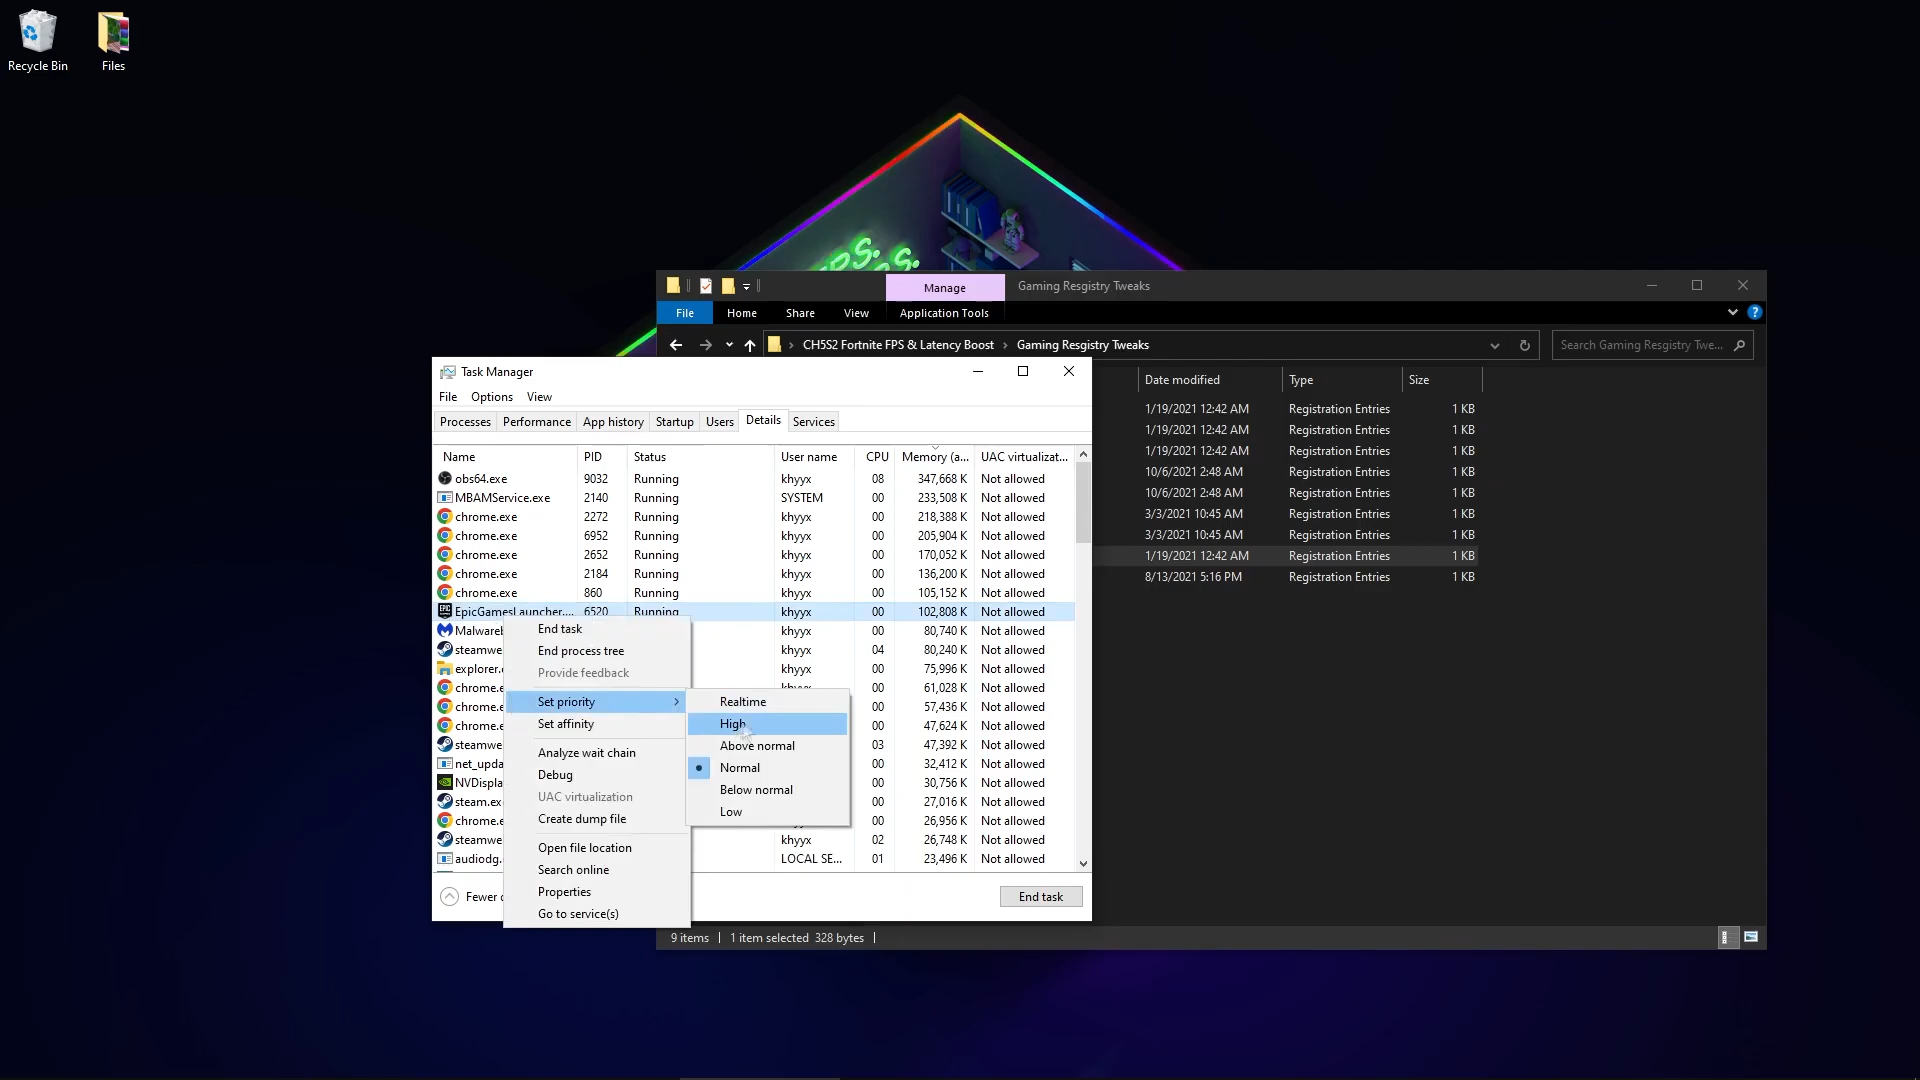 Recycle Bin
Files
Manage
Gaming Resgistry Tweaks
File
Home
Share
View
Application Tools
CH5S2 Fortnite FPS & Latency Boost
Gaming Resgistry Tweaks
Search Gaming Resgistry Twe...
Date modified Type Size
1/19/2021 12:42 AM Registration Entries 1 KB
1/19/2021 12:42 AM Registration Entries 1 KB
1/19/2021 12:42 AM Registration Entries 1 KB
10/6/2021 2:48 AM Registration Entries 1 KB
10/6/2021 2:48 AM Registration Entries 1 KB
3/3/2021 10:45 AM Registration Entries 1 KB
3/3/2021 10:45 AM Registration Entries 1 KB
1/19/2021 12:42 AM Registration Entries 1 KB
8/13/2021 5:16 PM Registration Entries 1 KB
9 items
1 item selected 328 bytes
Task Manager
File Options View
Processes Performance App history Startup Users Details Services
Name PID Status User name CPU Memory (a... UAC virtualizat...
obs64.exe 9032 Running khyyx 08 347,668 K Not allowed
MBAMService.exe 2140 Running SYSTEM 00 233,508 K Not allowed
chrome.exe 2272 Running khyyx 00 218,388 K Not allowed
chrome.exe 6952 Running khyyx 00 205,904 K Not allowed
chrome.exe 2652 Running khyyx 00 170,052 K Not allowed
chrome.exe 2184 Running khyyx 00 136,200 K Not allowed
chrome.exe 860 Running khyyx 00 105,152 K Not allowed
EpicGamesLauncher.... 6520 Running khyyx 00 102,808 K Not allowed
Malwareb khyyx 00 80,740 K Not allowed
steamwe khyyx 04 80,240 K Not allowed
explorer.e khyyx 00 75,996 K Not allowed
chrome.e khyyx 00 61,028 K Not allowed
chrome.e 00 57,436 K Not allowed
chrome.e 00 47,624 K Not allowed
steamwe 03 47,392 K Not allowed
net_upda 00 32,412 K Not allowed
NVDispla 00 30,756 K Not allowed
steam.ex 00 27,016 K Not allowed
chrome.e 00 26,956 K Not allowed
steamwe khyyx 02 26,748 K Not allowed
audiodg. LOCAL SE... 01 23,496 K Not allowed
Fewer d
End task
End task
End process tree
Provide feedback
Set priority
Set affinity
Analyze wait chain
Debug
UAC virtualization
Create dump file
Open file location
Search online
Properties
Go to service(s)
Realtime
High
Above normal
Normal
Below normal
Low